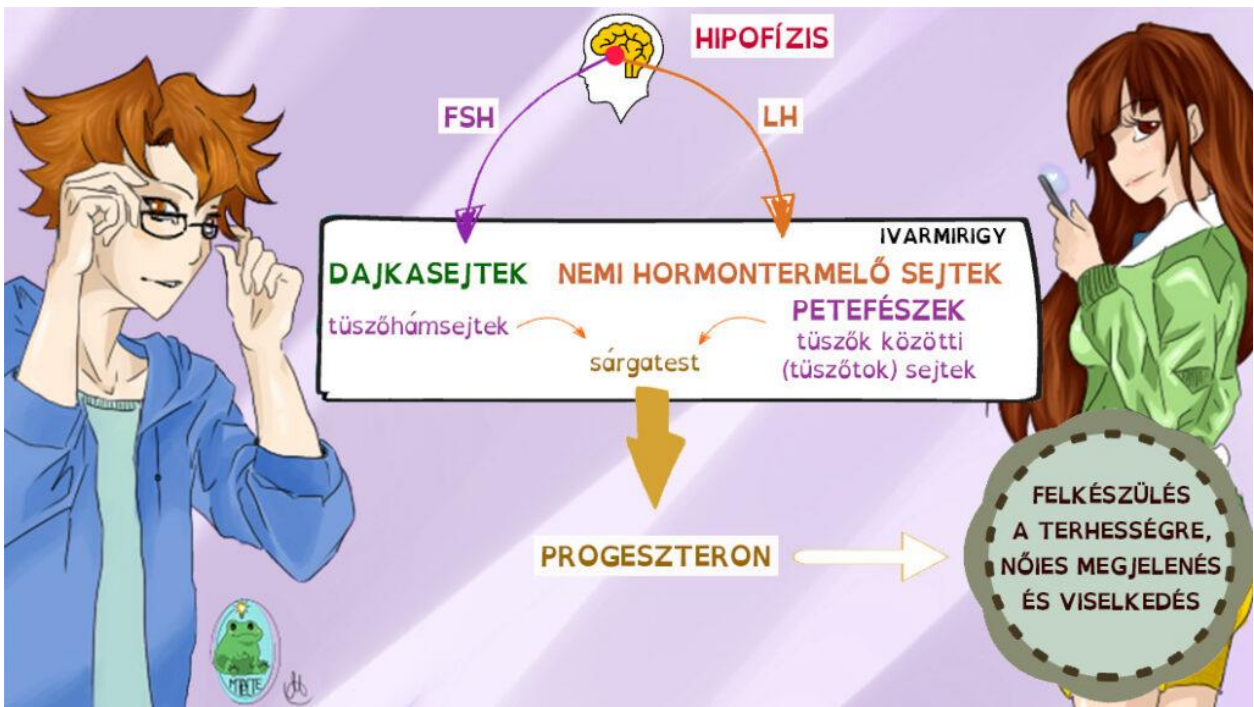 HIPOFÍZIS
FSH
LH
IVARMIRIGY
DAJKASEJTEK
NEMI HORMONTERMELŐ SEJTEK
tüszőhámsejtek
PETEFÉSZEK
tüszők közötti
(tüszőtok) sejtek
sárgatest
PROGESZTERON
FELKÉSZÜLÉS
A TERHESSÉGRE,
NŐIES MEGJELENÉS
ÉS VISELKEDÉS